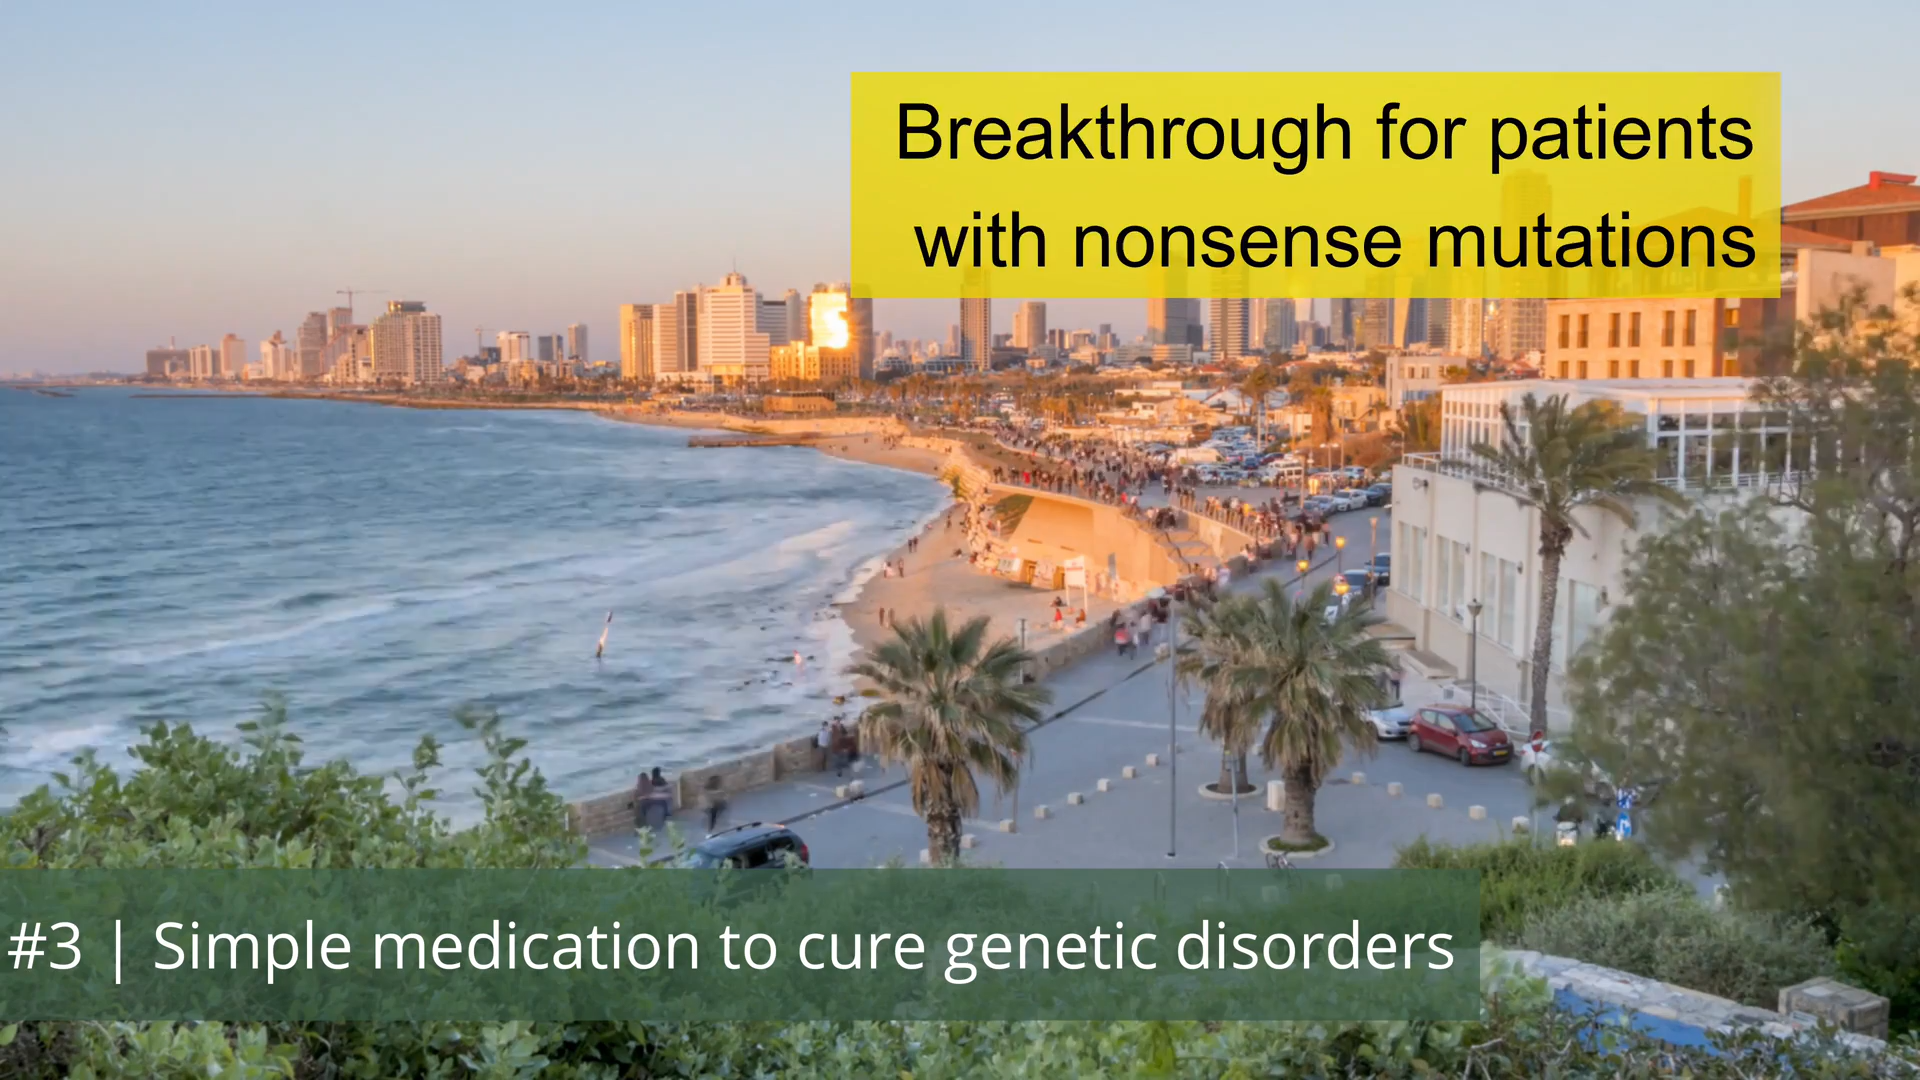 Breakthrough for patients
with nonsense mutations
#3 | Simple medication to cure genetic disorders